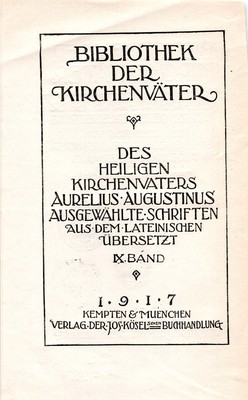 BIBLIOTHEK
DER
KIRCHENVÄTER
DES
HEILIGEN
KIRCHENVATERS
AURELIUS·AUGUSTINUS
AUSGEWÄHLTE·SCHRIFTEN
AUS·DEM·LATEINISCHEN
ÜBERSETZT
IX.BAND
1·9·1·7
KEMPTEN & MUENCHEN
VERLAG·DER·JOS·KÖSEL'SCHEN BUCHHANDLUNG